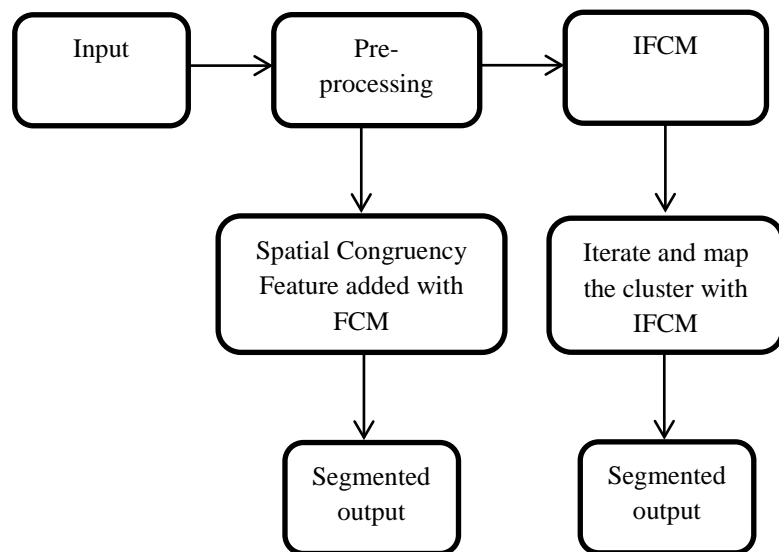 Input
Pre-
processing
IFCM
Spatial Congruency
Feature added with
FCM
Iterate and map
the cluster with
IFCM
Segmented
output
Segmented
output